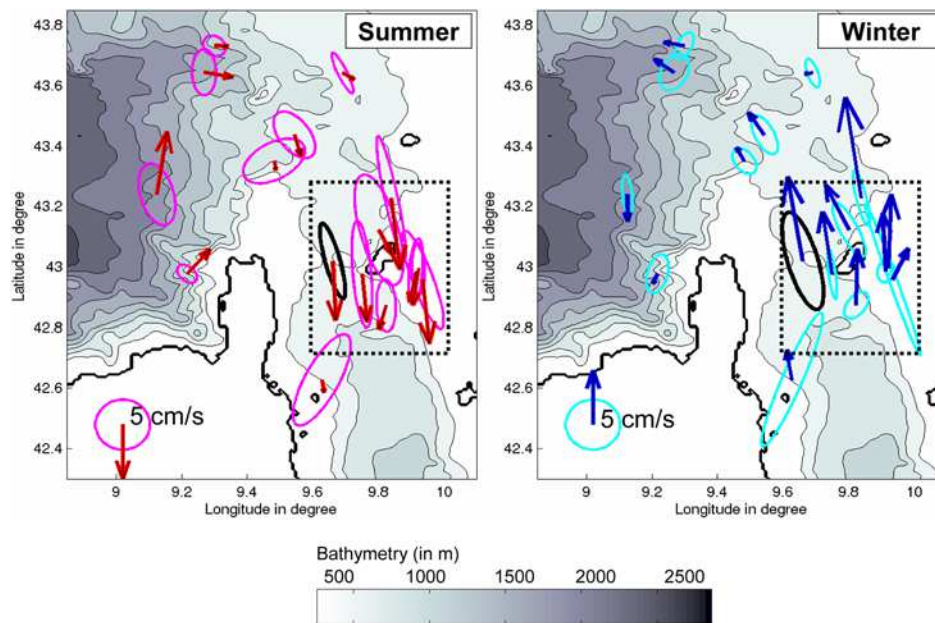 Summer
Winter
43.8
43.6
43.4
43.2
43
42.8
42.6
42.4
Latitude in degree
5 cm/s
9
9.2
9.4
9.6
9.8
10
Longitude in degree
43.8
43.6
43.4
43.2
43
42.8
42.6
42.4
Latitude in degree
5 cm/s
9
9.2
9.4
9.6
9.8
10
Longitude in degree
Bathymetry (in m)
500 1000 1500 2000 2500